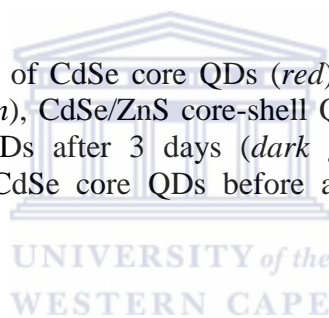 of CdSe core QDs (red)
), CdSe/ZnS core-shell
Ds after 3 days (dark
CdSe core QDs before a
UNIVERSITY of the
WESTERN CAPE